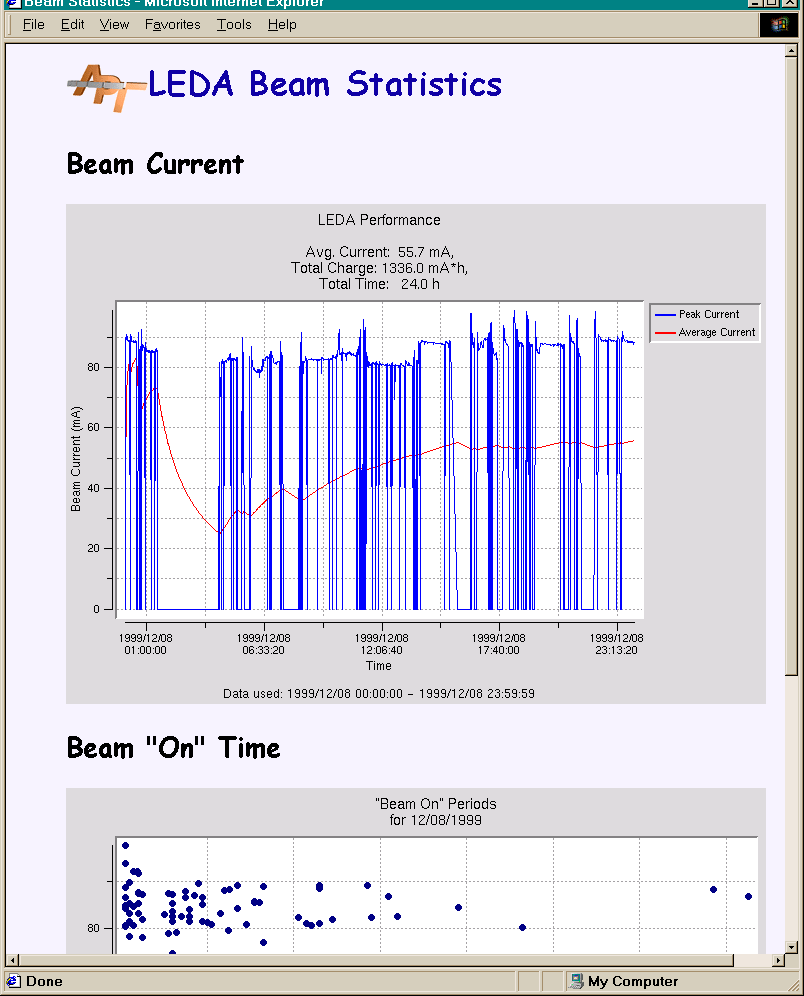 Beam Statistics - Microsoft Internet Explorer
File Edit View Favorites Tools Help
APT LEDA Beam Statistics
Beam Current
LEDA Performance
Avg. Current: 55.7 mA,
Total Charge: 1336.0 mA*h,
Total Time: 24.0 h
Peak Current
Average Current
80
60
40
20
0
Beam Current (mA)
1999/12/08 1999/12/08 1999/12/08 1999/12/08 1999/12/08
01:00:00 06:33:20 12:06:40 17:40:00 23:13:20
Time
Data used: 1999/12/08 00:00:00 - 1999/12/08 23:59:59
Beam "On" Time
"Beam On" Periods
for 12/08/1999
80
Done My Computer